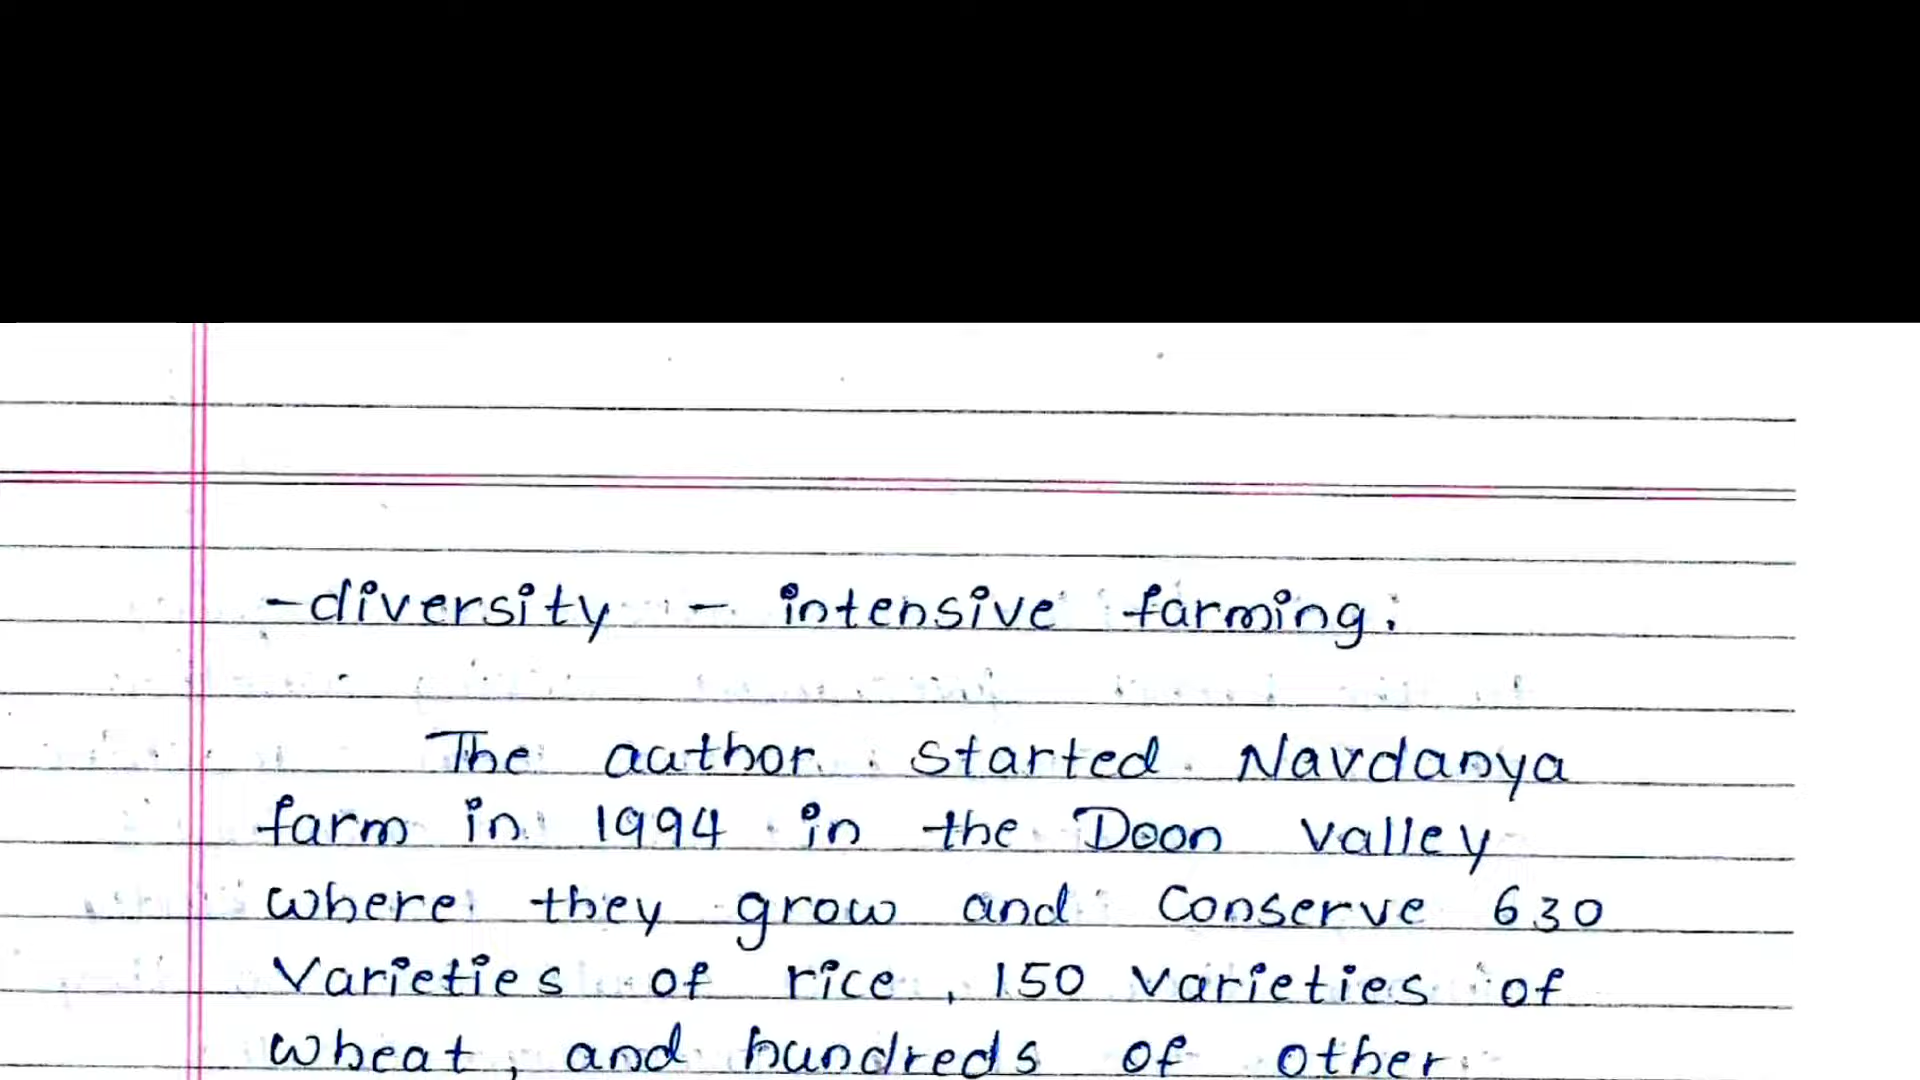 -diversity - intensive farming.
The author started Navdanya
farm in 1994 in the Doon valley
where they grow and Conserve 630
Varieties of rice, 150 varieties of
wheat, and hundreds of other